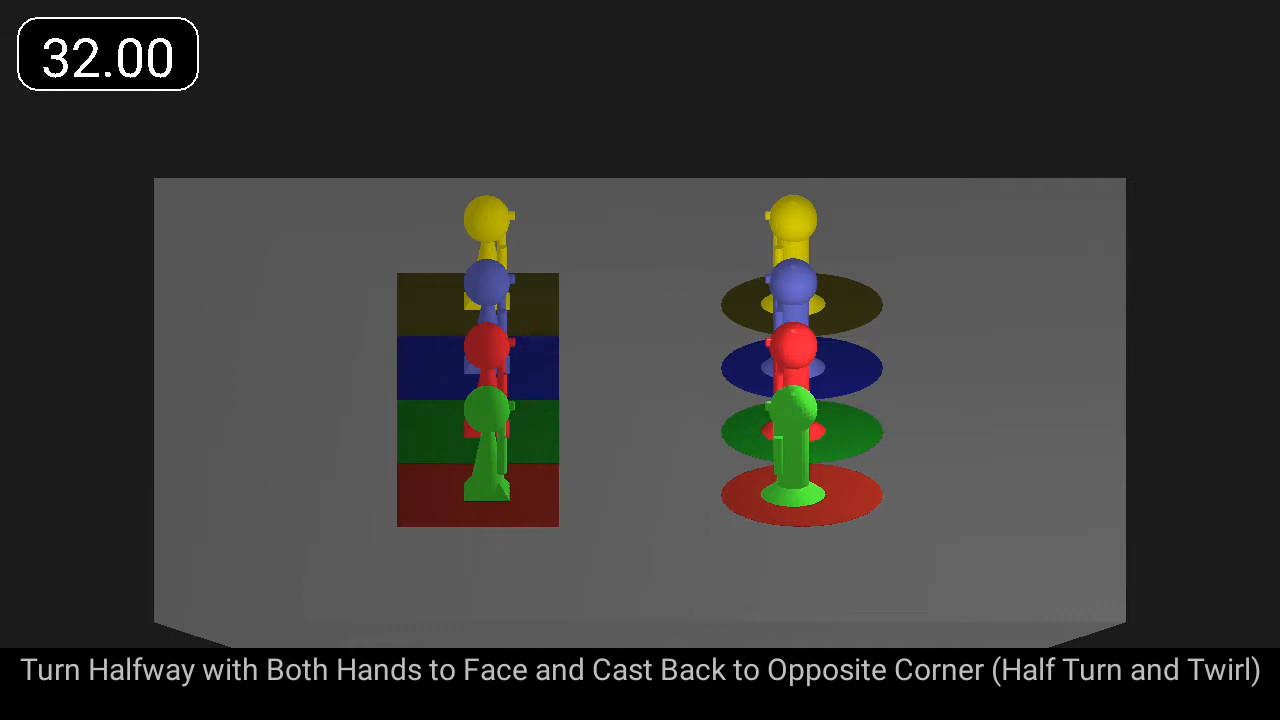 32.00
Turn Halfway with Both Hands to Face and Cast Back to Opposite Corner (Half Turn and Twirl)